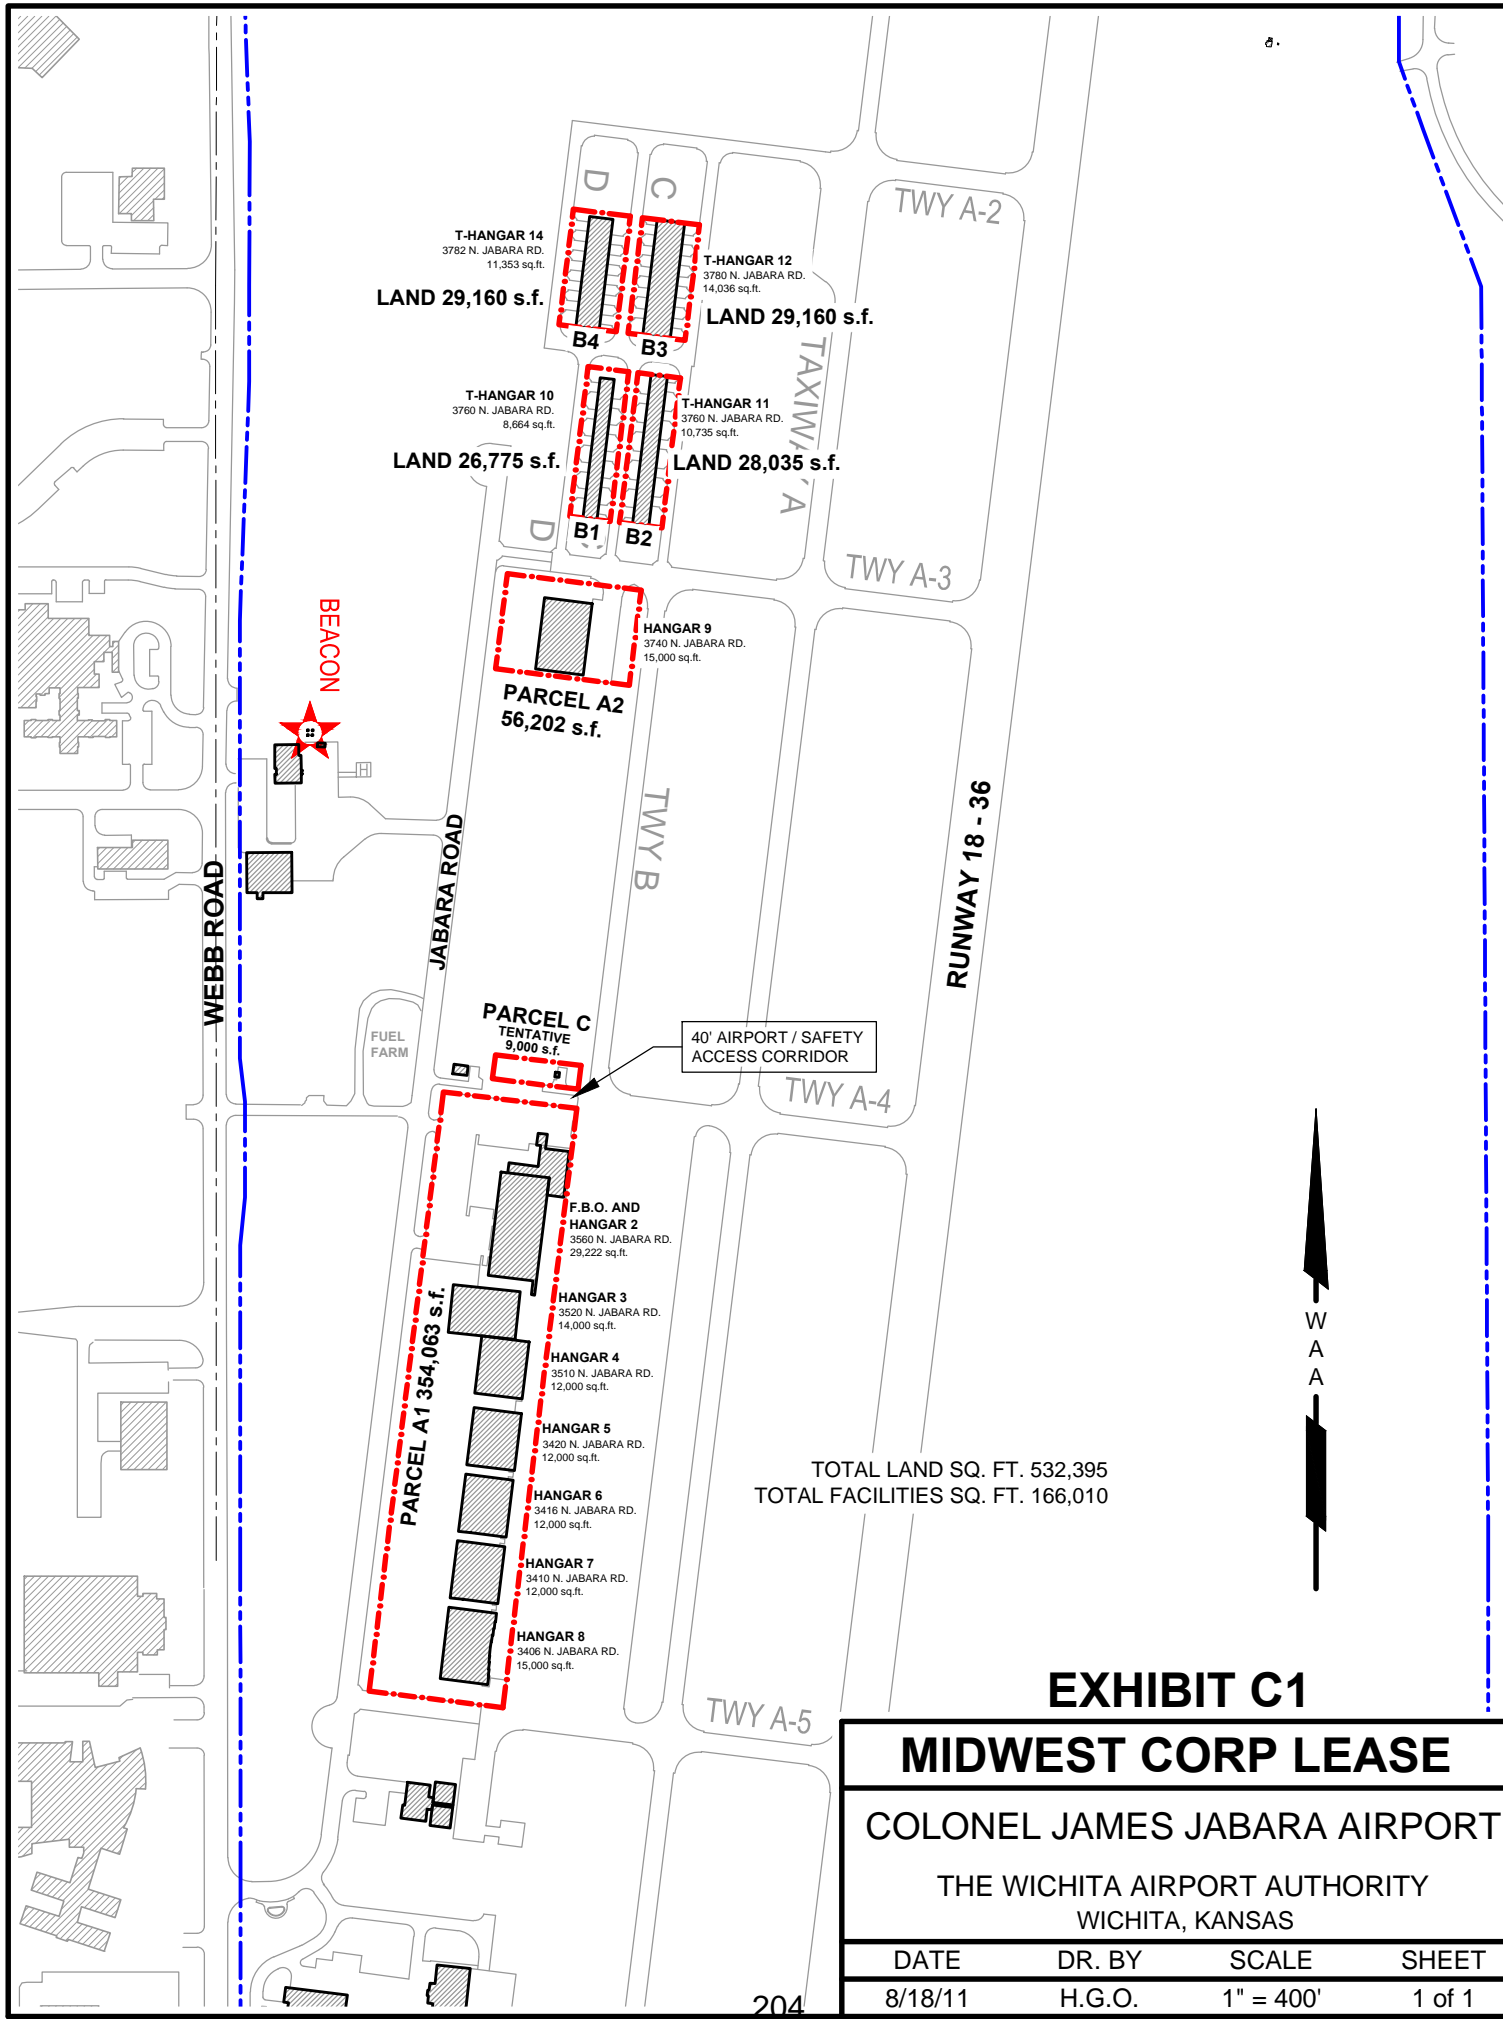 D
C
TWY A-2
T-HANGAR 14
3782 N. JABARA RD.
11,353 sq.ft.
LAND 29,160 s.f.
T-HANGAR 12
3780 N. JABARA RD.
14,036 sq.ft.
LAND 29,160 s.f.
B4
B3
TAXIWAY A
T-HANGAR 10
3760 N. JABARA RD.
8,664 sq.ft.
LAND 26,775 s.f.
T-HANGAR 11
3760 N. JABARA RD.
10,735 sq.ft.
LAND 28,035 s.f.
D
B1
B2
TWY A-3
BEACON
HANGAR 9
3740 N. JABARA RD.
15,000 sq.ft.
PARCEL A2
56,202 s.f.
H
TWY B
RUNWAY 18 - 36
JABARA ROAD
WEBB ROAD
PARCEL C
TENTATIVE
9,000 s.f.
FUEL
FARM
40' AIRPORT / SAFETY
ACCESS CORRIDOR
TWY A-4
F.B.O. AND
HANGAR 2
3560 N. JABARA RD.
29,222 sq.ft.
PARCEL A1 354,063 s.f.
HANGAR 3
3520 N. JABARA RD.
14,000 sq.ft.
HANGAR 4
3510 N. JABARA RD.
12,000 sq.ft.
HANGAR 5
3420 N. JABARA RD.
12,000 sq.ft.
HANGAR 6
3416 N. JABARA RD.
12,000 sq.ft.
HANGAR 7
3410 N. JABARA RD.
12,000 sq.ft.
HANGAR 8
3406 N. JABARA RD.
15,000 sq.ft.
W
A
A
TOTAL LAND SQ. FT. 532,395
TOTAL FACILITIES SQ. FT. 166,010
TWY A-5
EXHIBIT C1
MIDWEST CORP LEASE
COLONEL JAMES JABARA AIRPORT
THE WICHITA AIRPORT AUTHORITY
WICHITA, KANSAS
DATE DR. BY SCALE SHEET
8/18/11 H.G.O. 1" = 400' 1 of 1
204